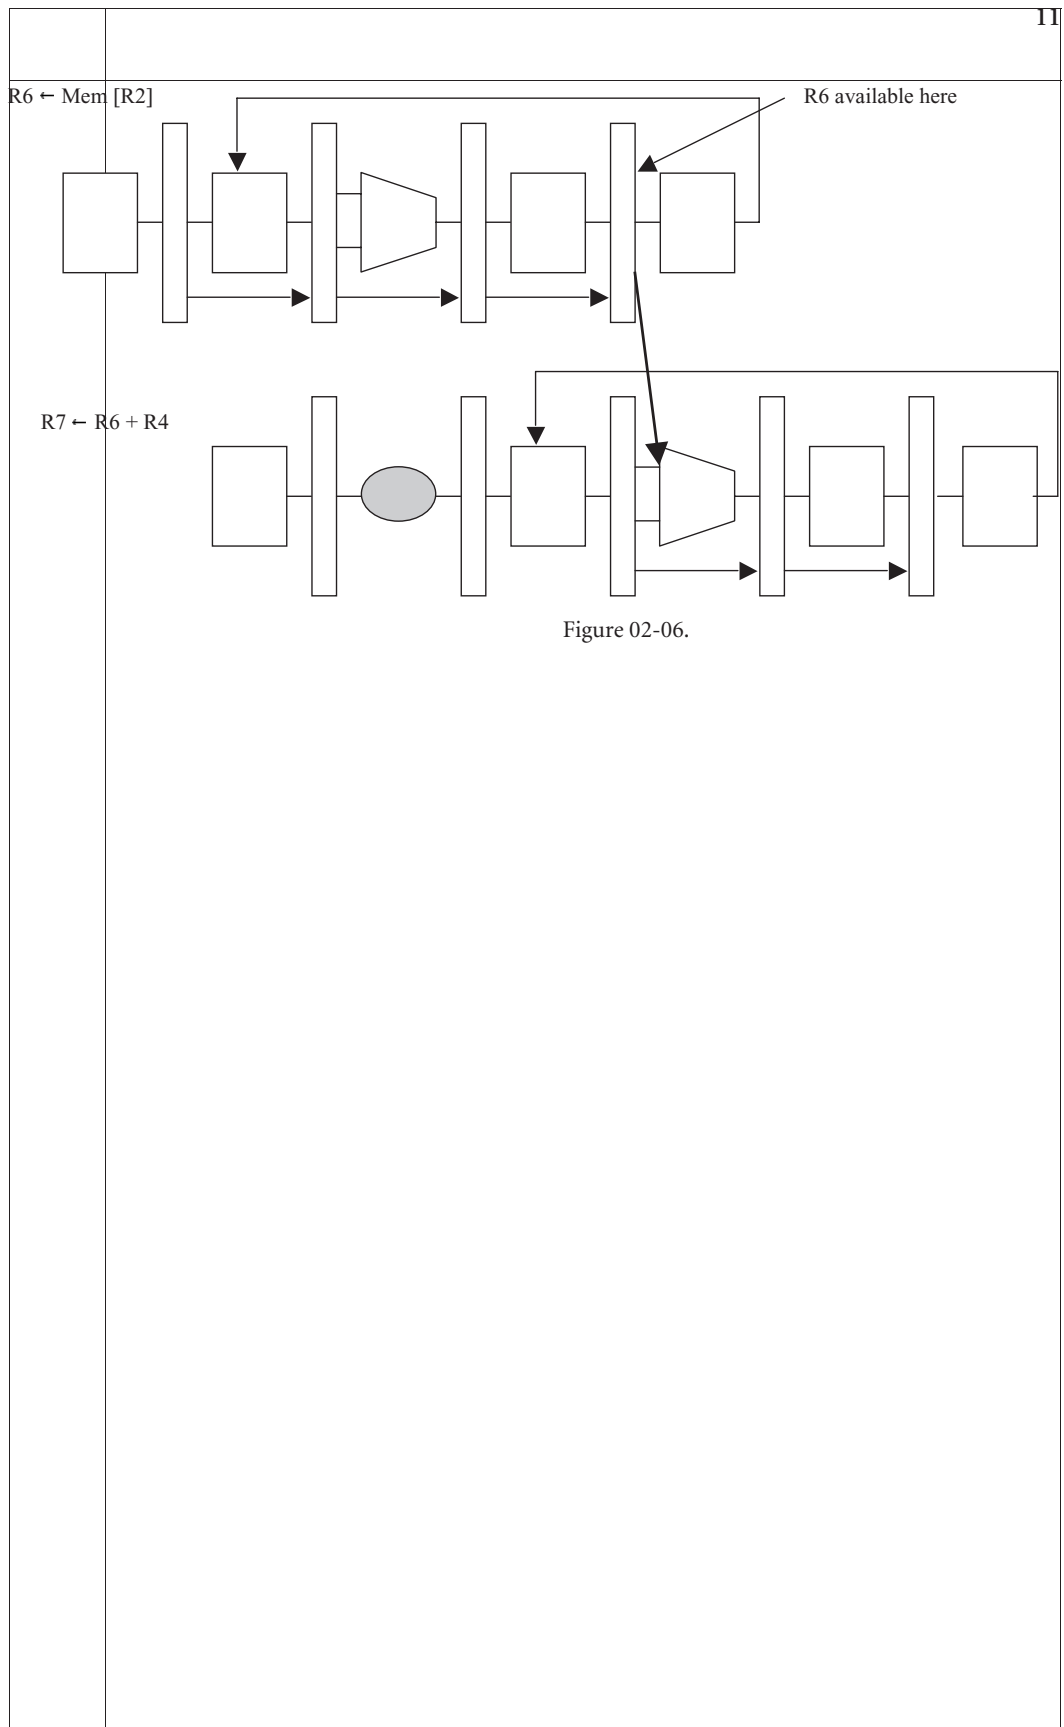 11
R6 ← Mem [R2]
R6 available here
R7 ← R6 + R4
Figure 02-06.